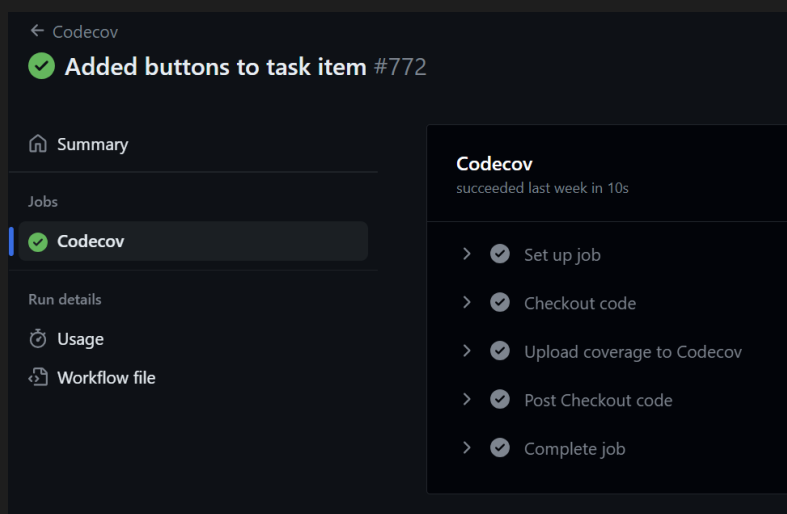 Codecov
Added buttons to task item #772
Summary
Jobs
Codecov
Run details
Usage
Workflow file
Codecov
succeeded last week in 10s
Set up job
Checkout code
Upload coverage to Codecov
Post Checkout code
Complete job